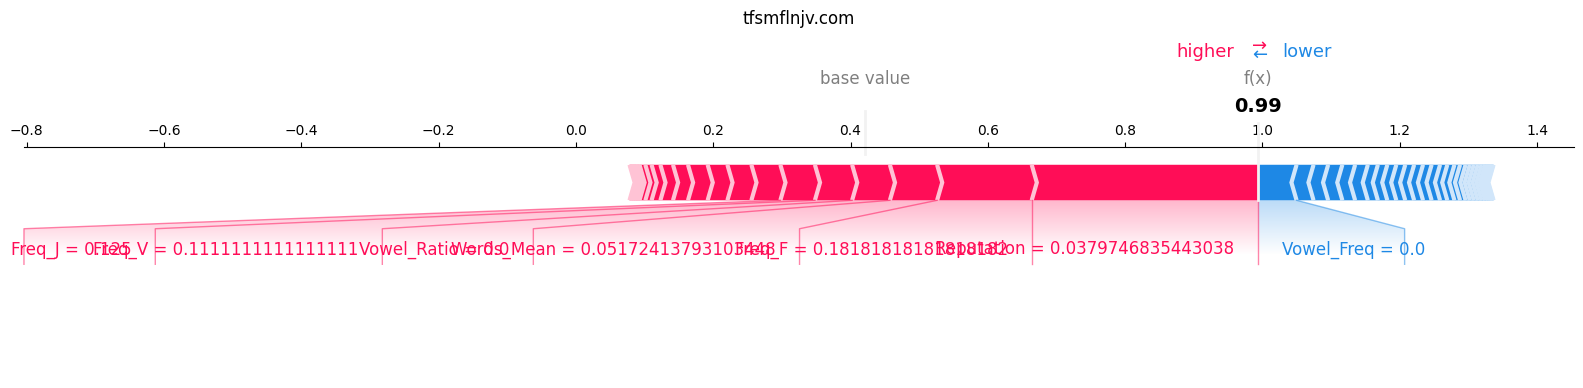 tfsmflnjv.com
higher ⇄ lower
base value f(x)
0.99
−0.8 −0.6 −0.4 −0.2 0.0 0.2 0.4 0.6 0.8 1.0 1.2 1.4
Freq_J = 0.125 Freq_V = 0.1111111111111111 Vowel_Ratio = 0.0 Words_Mean = 0.0517241379310344 Freq_F = 0.18181818181818182 Reputation = 0.0379746835443038 Vowel_Freq = 0.0